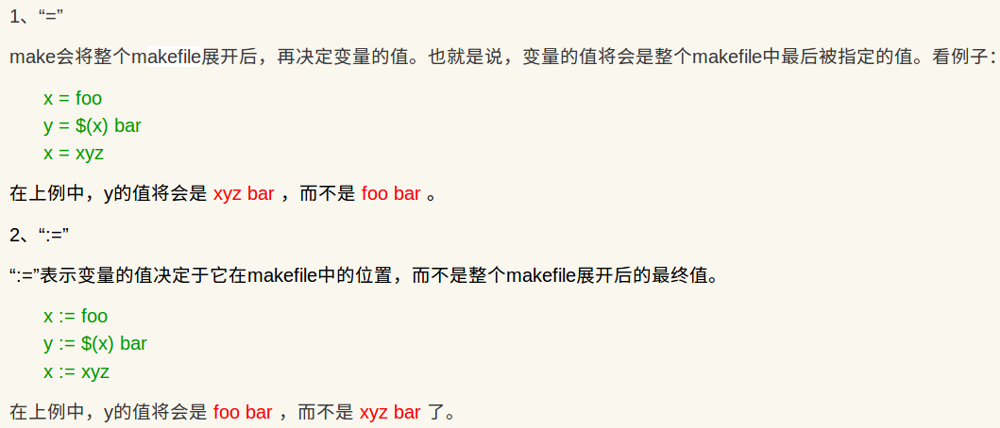 1、“=”
make会将整个makefile展开后，再决定变量的值。也就是说，变量的值将会是整个makefile中最后被指定的值。看例子：
x = foo
y = $(x) bar
x = xyz
在上例中，y的值将会是 xyz bar ，而不是 foo bar 。
2、“:=”
“:=”表示变量的值决定于它在makefile中的位置，而不是整个makefile展开后的最终值。
x := foo
y := $(x) bar
x := xyz
在上例中，y的值将会是 foo bar ，而不是 xyz bar 了。